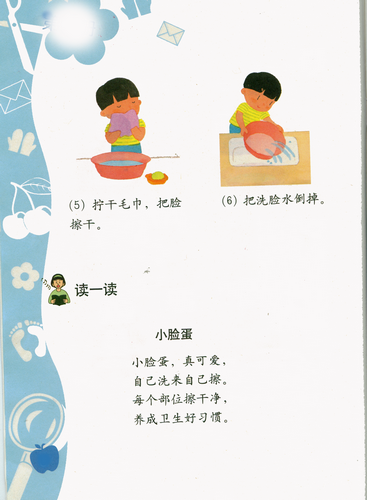 (5) 拧干毛巾，把脸
擦干。
(6) 把洗脸水倒掉。
读一读
小脸蛋
小脸蛋，真可爱，
自己洗来自己擦。
每个部位擦干净，
养成卫生好习惯。